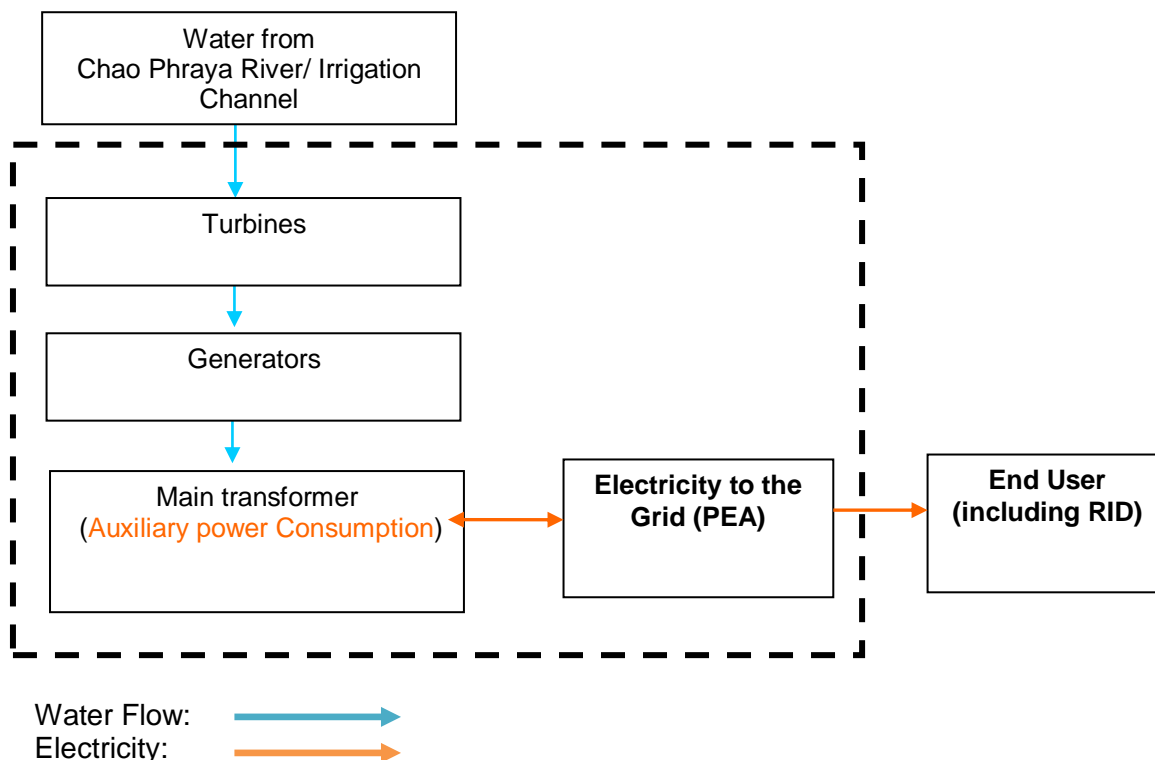 Water from
Chao Phraya River/ Irrigation
Channel
Turbines
Generators
Main transformer
(Auxiliary power Consumption)
Electricity to the
Grid (PEA)
End User
(including RID)
Water Flow:
Electricity: